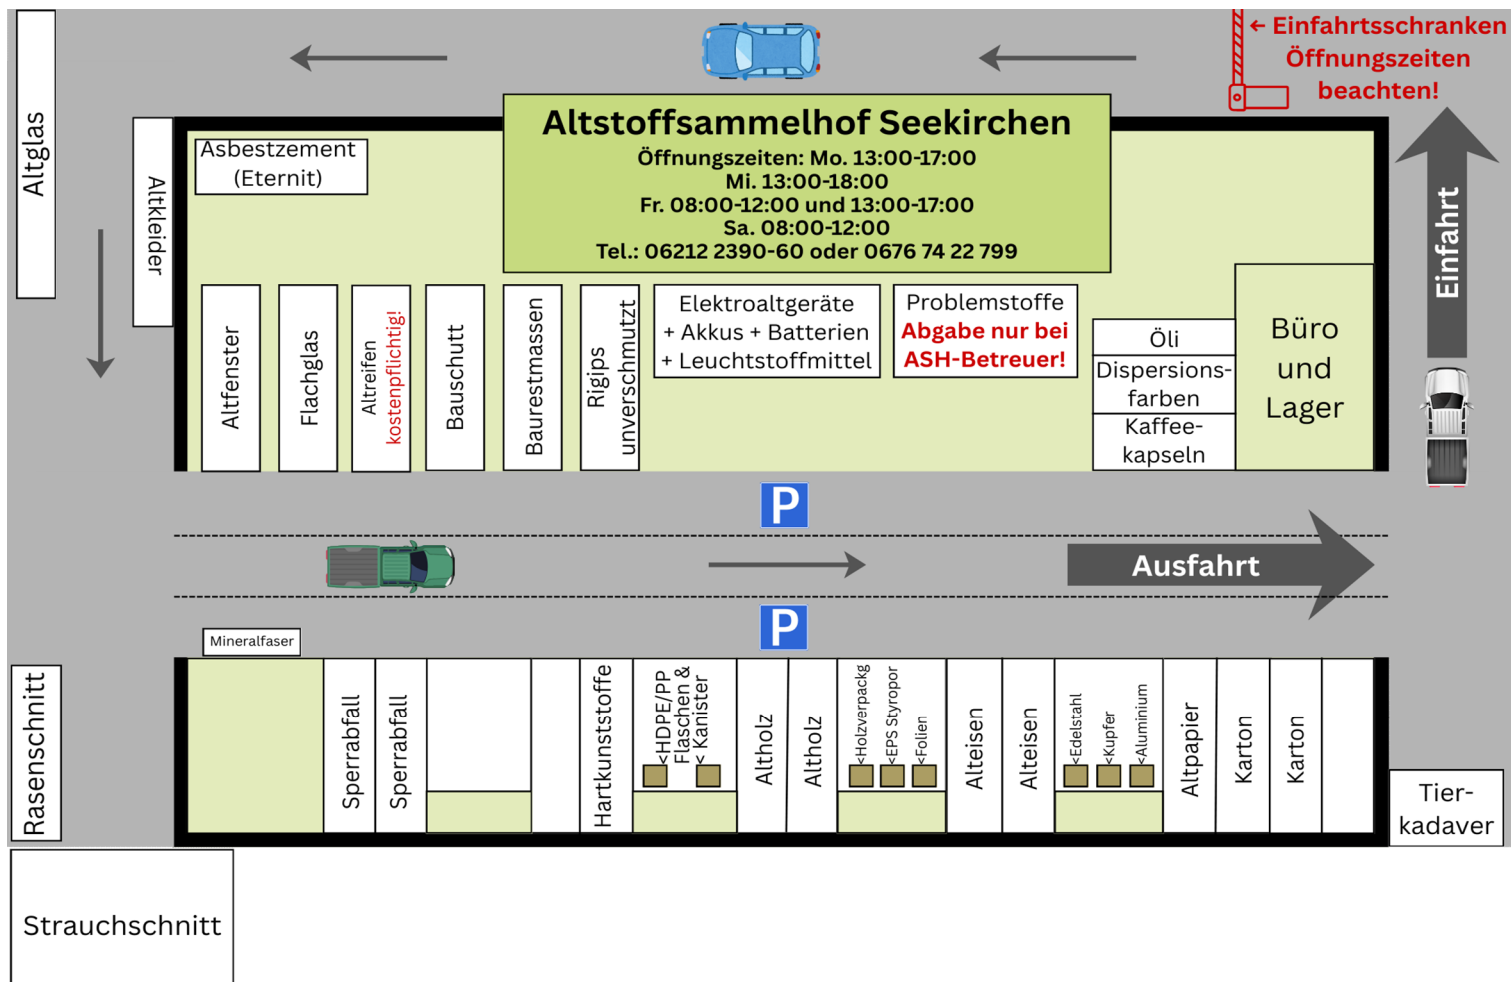 ← Einfahrtsschranken
Öffnungszeiten
beachten!
Altglas
Altkleider
Asbestzement
(Eternit)
Altstoffsammelhof Seekirchen
Öffnungszeiten: Mo. 13:00-17:00
Mi. 13:00-18:00
Fr. 08:00-12:00 und 13:00-17:00
Sa. 08:00-12:00
Tel.: 06212 2390-60 oder 0676 74 22 799
Einfahrt
Altfenster
Flachglas
Altreifen
kostenpflichtig!
Bauschutt
Baurestmassen
Rigips
unverschmutzt
Elektroaltgeräte
+ Akkus + Batterien
+ Leuchtstoffmittel
Problemstoffe
Abgabe nur bei
ASH-Betreuer!
Öli
Dispersions-
farben
Kaffee-
kapseln
Büro
und
Lager
P
Ausfahrt
P
Mineralfaser
Rasenschnitt
Sperrabfall
Sperrabfall
Hartkunststoffe
<HDPE/PP
Flaschen &
< Kanister
Altholz
Altholz
<Holzverpackg
<EPS Styropor
<Folien
Alteisen
Alteisen
<Edelstahl
<Kupfer
<Aluminium
Altpapier
Karton
Karton
Tier-
kadaver
Strauchschnitt